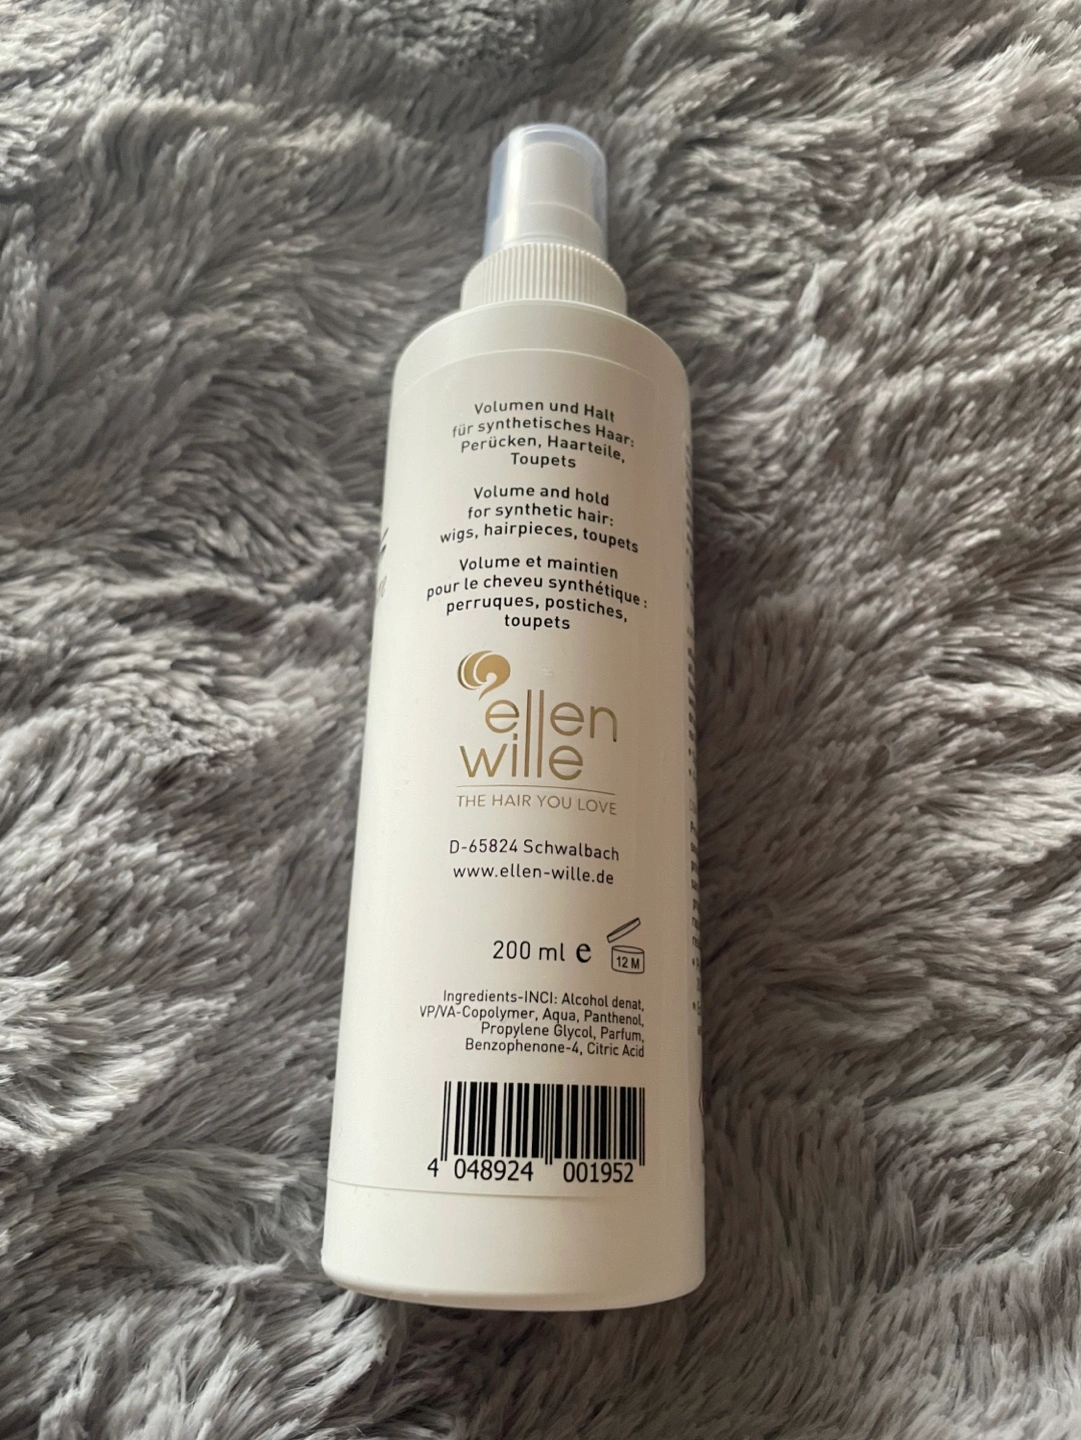 Volumen und Halt
für synthetisches Haar:
Perücken, Haarteile,
Toupets
Volume and hold
for synthetic hair:
wigs, hairpieces, toupets
Volume et maintien
pour le cheveu synthétique :
perruques, postiches,
toupets
ellen
wille
THE HAIR YOU LOVE
D-65824 Schwalbach
www.ellen-wille.de
200 ml e
12 M
Ingredients-INCI: Alcohol denat,
VP/VA-Copolymer, Aqua, Panthenol,
Propylene Glycol, Parfum,
Benzophenone-4, Citric Acid
4 048924 001952